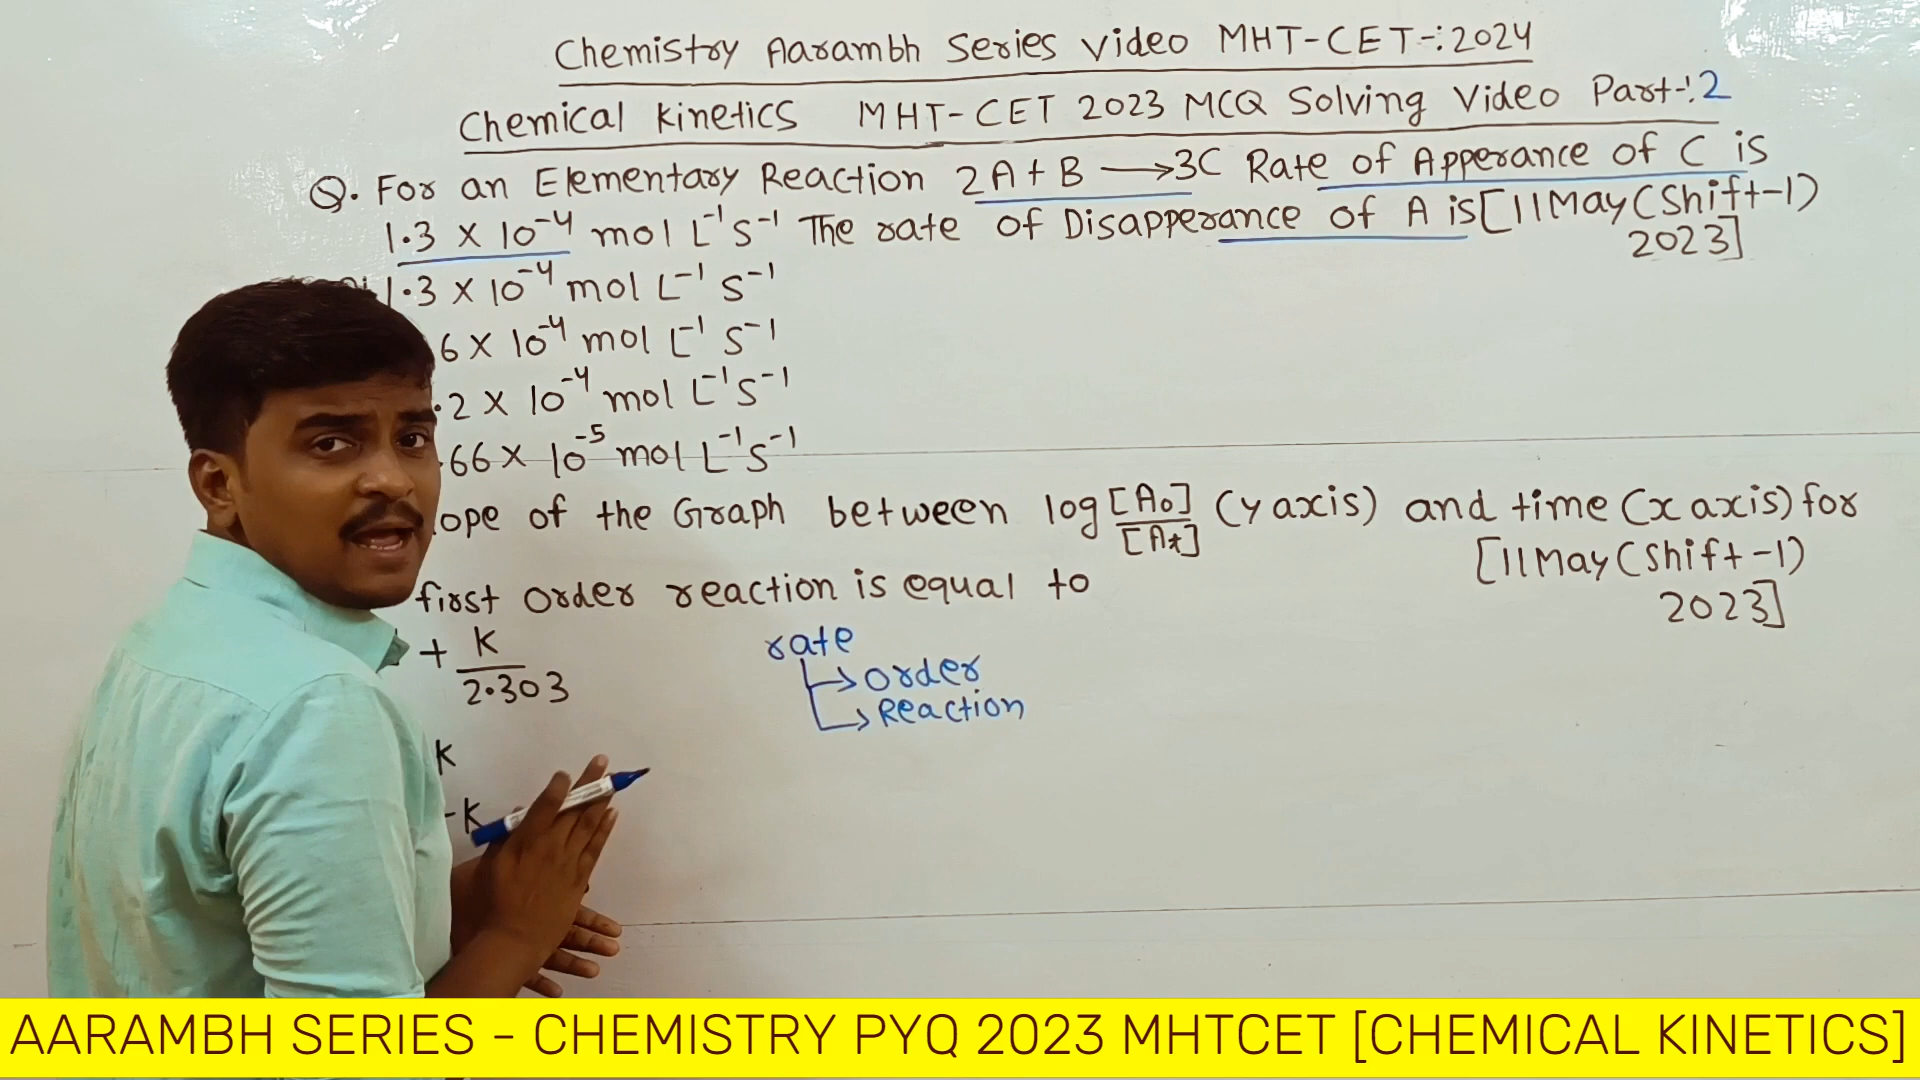 Chemistry Aarambh Series Video MHT-CET-:2024
Chemical Kinetics MHT-CET 2023 MCQ Solving Video Part-:2
Q. For an Elementary Reaction 2A + B ⟶ 3C Rate of Apperance of C is
1.3 × 10⁻⁴ mol L⁻¹ S⁻¹ The rate of Disapperance of A is [11 May (Shift-1)
2023]
1.3 × 10⁻⁴ mol L⁻¹ S⁻¹
6 × 10⁻⁴ mol L⁻¹ S⁻¹
.2 × 10⁻⁴ mol L⁻¹ S⁻¹
.66 × 10⁻⁵ mol L⁻¹ S⁻¹
ope of the Graph between log [A₀]/[Aₜ] (y axis) and time (x axis) for
[11 May (Shift-1)
first order reaction is equal to
2023]
+ K/2.303
rate
→ order
→ Reaction
K
-K
AARAMBH SERIES - CHEMISTRY PYQ 2023 MHTCET [CHEMICAL KINETICS]